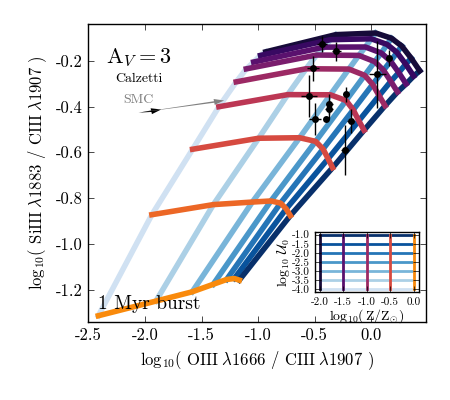 A_V = 3
Calzetti
SMC
1 Myr burst
log₁₀( SiIII λ1883 / CIII λ1907 )
-0.2
-0.4
-0.6
-0.8
-1.0
-1.2
-2.5 -2.0 -1.5 -1.0 -0.5 0.0
log₁₀( OIII λ1666 / CIII λ1907 )
log₁₀ U₀
-1.0
-1.5
-2.0
-2.5
-3.0
-3.5
-4.0
-2.0 -1.5 -1.0 -0.5 0.0
log₁₀( Z/Z☉ )